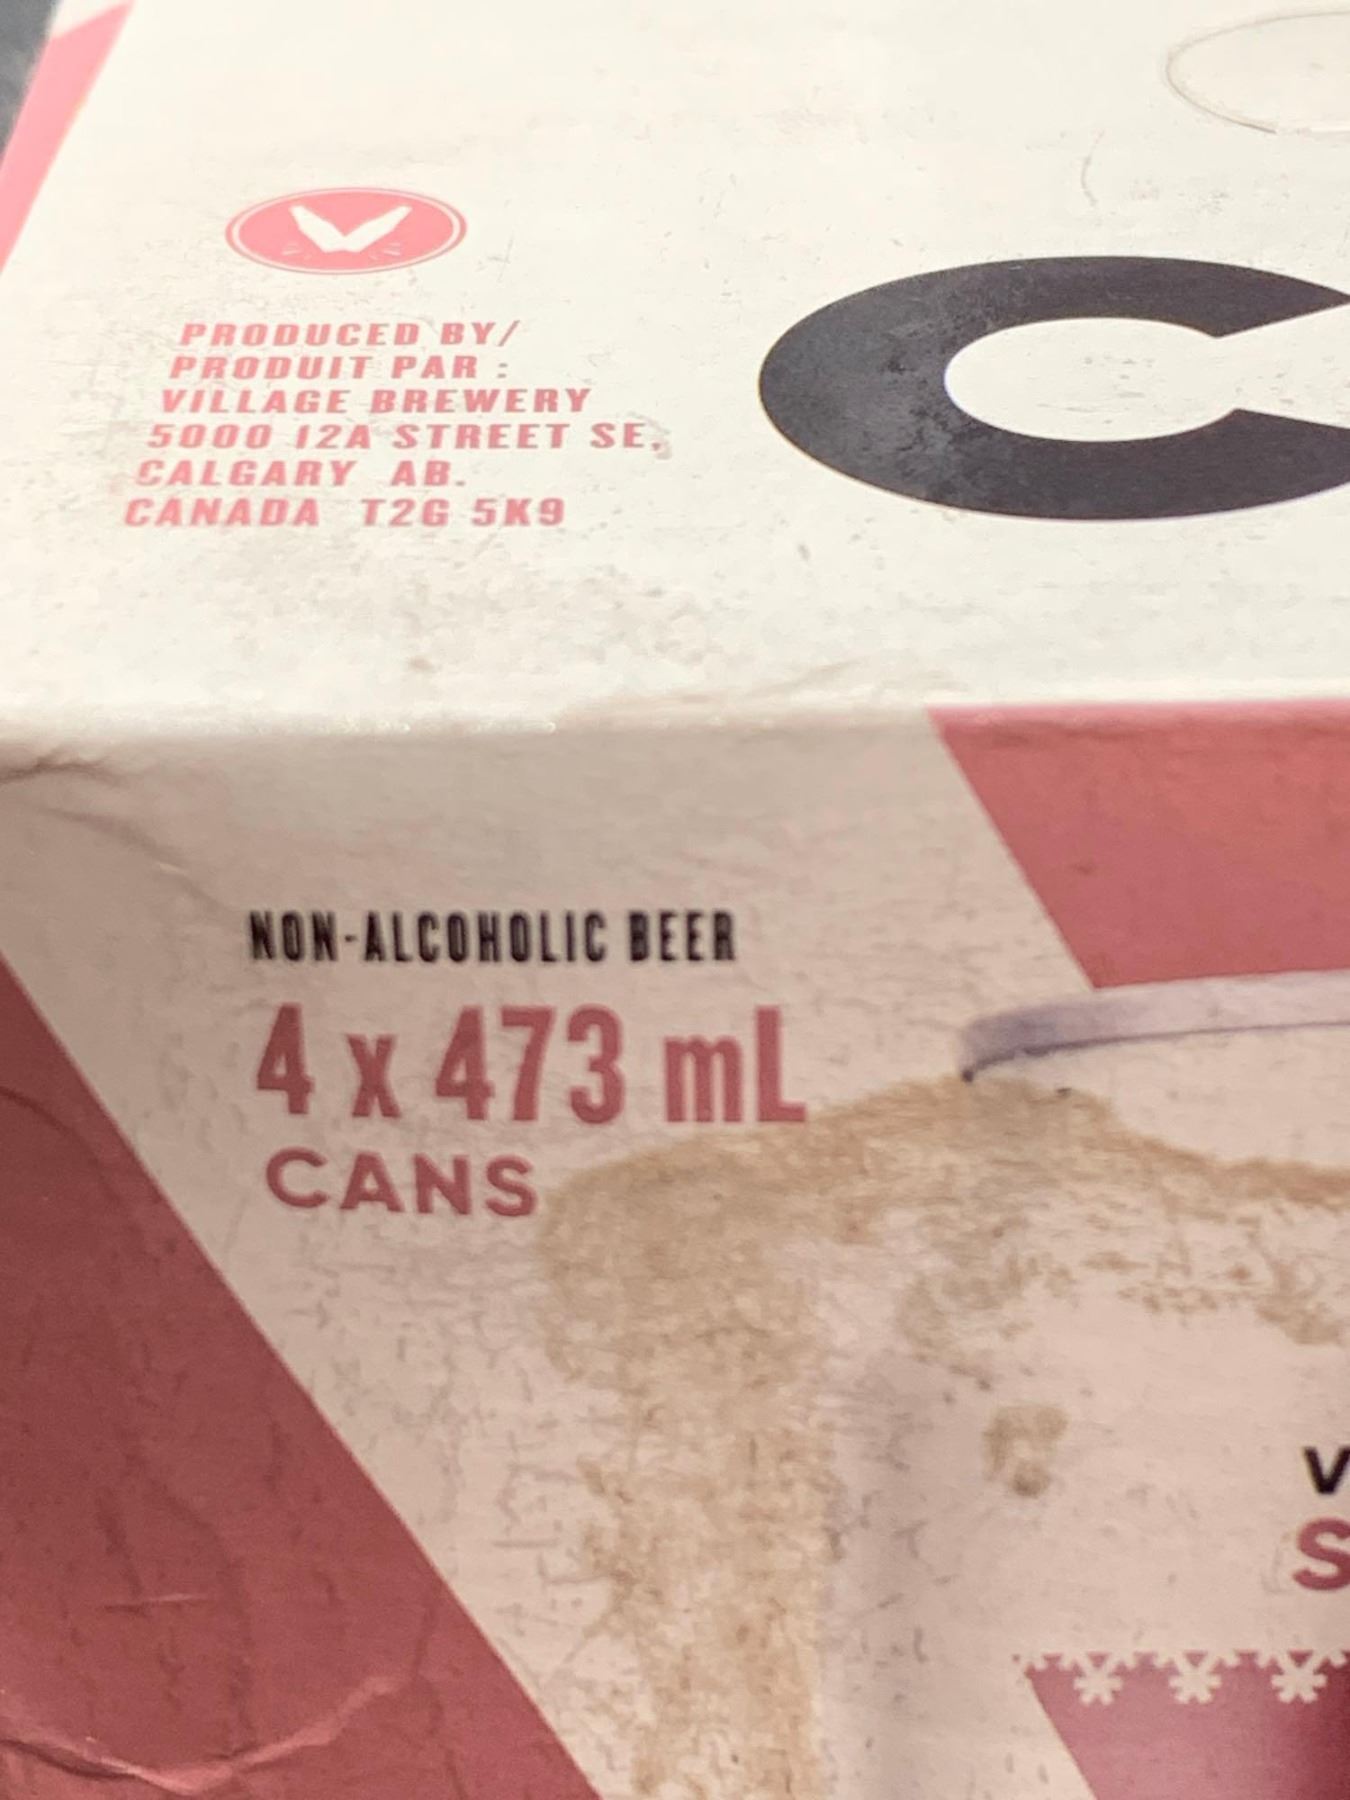 PRODUCED BY/
PRODUIT PAR :
VILLAGE BREWERY
5000 12A STREET SE,
CALGARY AB.
CANADA T2G 5K9
C
NON-ALCOHOLIC BEER
4 x 473 mL
CANS
V
S